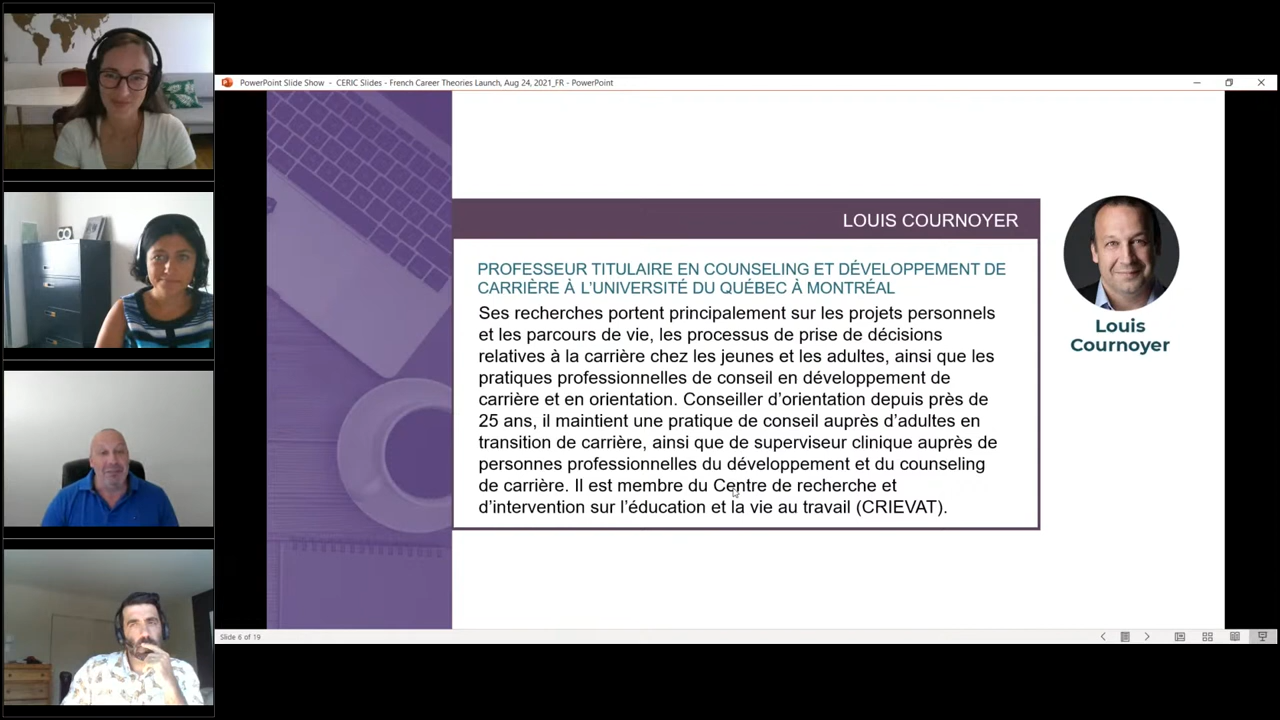 PowerPoint Slide Show - CERIC Slides - French Career Theories Launch, Aug 24, 2021_FR - PowerPoint
LOUIS COURNOYER
PROFESSEUR TITULAIRE EN COUNSELING ET DÉVELOPPEMENT DE
CARRIÈRE À L'UNIVERSITÉ DU QUÉBEC À MONTRÉAL
Ses recherches portent principalement sur les projets personnels
et les parcours de vie, les processus de prise de décisions
relatives à la carrière chez les jeunes et les adultes, ainsi que les
pratiques professionnelles de conseil en développement de
carrière et en orientation. Conseiller d'orientation depuis près de
25 ans, il maintient une pratique de conseil auprès d'adultes en
transition de carrière, ainsi que de superviseur clinique auprès de
personnes professionnelles du développement et du counseling
de carrière. Il est membre du Centre de recherche et
d'intervention sur l'éducation et la vie au travail (CRIEVAT).
Louis
Cournoyer
Slide 6 of 19